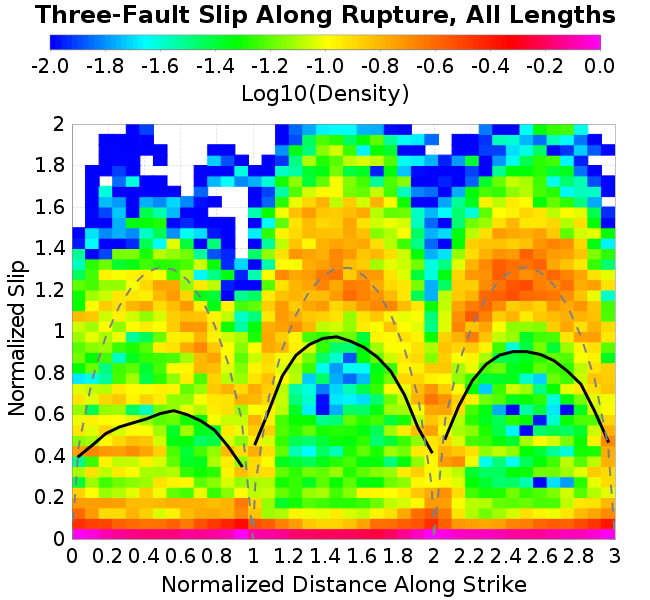 Three-Fault Slip Along Rupture, All Lengths
-2.0 -1.8 -1.6 -1.4 -1.2 -1.0 -0.8 -0.6 -0.4 -0.2 0.0
Log10(Density)
Normalized Slip
2
1.8
1.6
1.4
1.2
1
0.8
0.6
0.4
0.2
0
0 0.2 0.4 0.6 0.8 1 1.2 1.4 1.6 1.8 2 2.2 2.4 2.6 2.8 3
Normalized Distance Along Strike